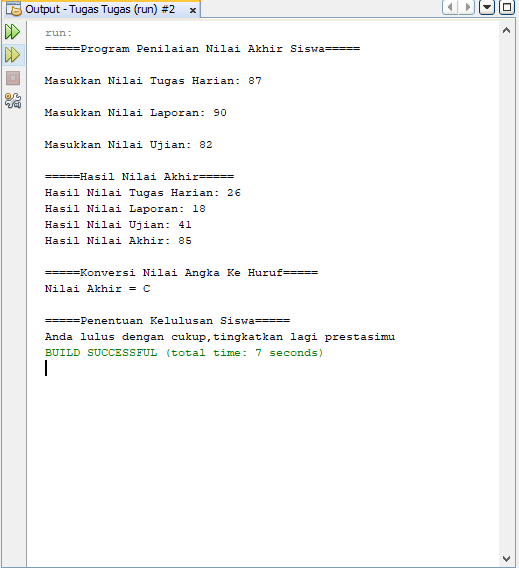 Output - Tugas Tugas (run) #2
run:
=====Program Penilaian Nilai Akhir Siswa=====
Masukkan Nilai Tugas Harian: 87
Masukkan Nilai Laporan: 90
Masukkan Nilai Ujian: 82
=====Hasil Nilai Akhir=====
Hasil Nilai Tugas Harian: 26
Hasil Nilai Laporan: 18
Hasil Nilai Ujian: 41
Hasil Nilai Akhir: 85
=====Konversi Nilai Angka Ke Huruf=====
Nilai Akhir = C
=====Penentuan Kelulusan Siswa=====
Anda lulus dengan cukup,tingkatkan lagi prestasimu
BUILD SUCCESSFUL (total time: 7 seconds)